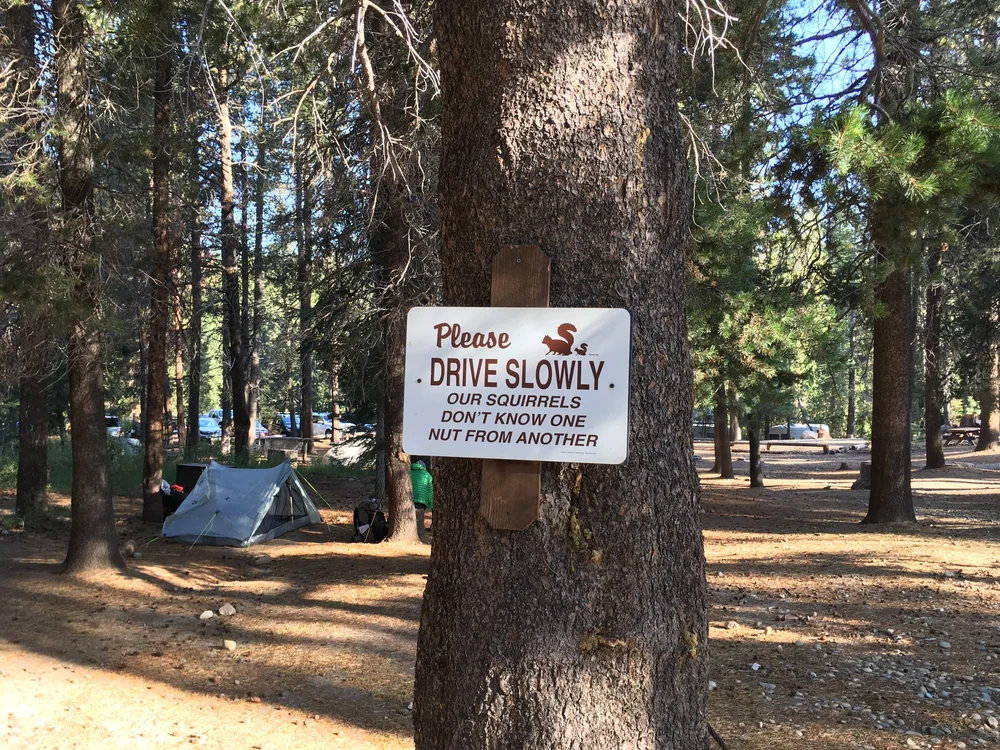 Please
DRIVE SLOWLY
OUR SQUIRRELS
DON'T KNOW ONE
NUT FROM ANOTHER